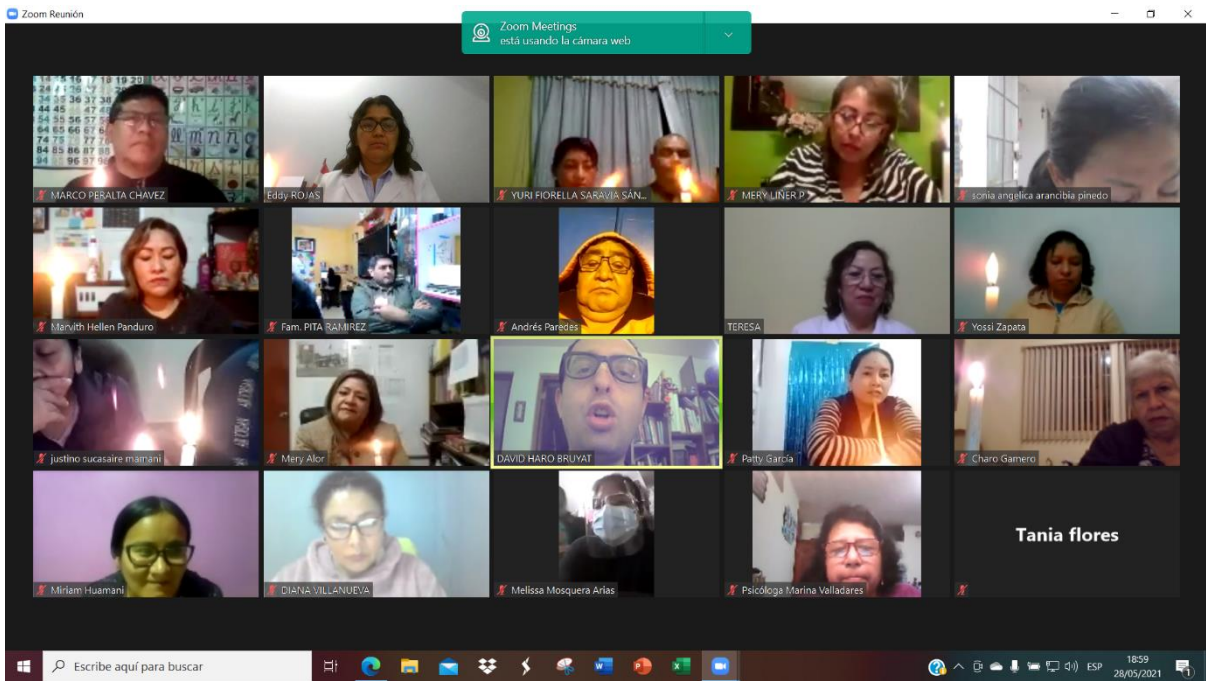 Zoom Reunión
Zoom Meetings
está usando la cámara web
MARCO PERALTA CHAVEZ
Eddy ROJAS
YURI FIORELLA SARAVIA SÁN...
MERY LIÑER P
sonia angelica arancibia pinedo
Marvith Hellen Panduro
Fam. PITA RAMIREZ
Andrés Paredes
TERESA
Yossi Zapata
justino sucasaire mamani
Mery Alor
DAVID HARO BRUYAT
Patty García
Charo Gamero
Miriam Huamani
DIANA VILLANUEVA
Melissa Mosquera Arias
Psicóloga Marina Valladares
Tania flores
Escribe aquí para buscar
ESP
18:59
28/05/2021